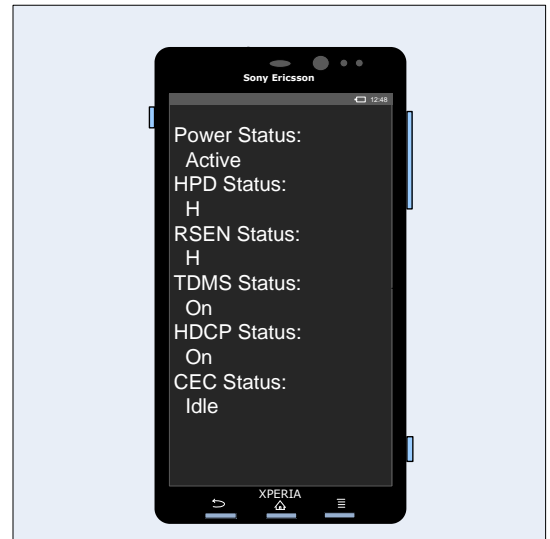 Sony Ericsson
12:48
Power Status:
Active
HPD Status:
H
RSEN Status:
H
TDMS Status:
On
HDCP Status:
On
CEC Status:
Idle
XPERIA